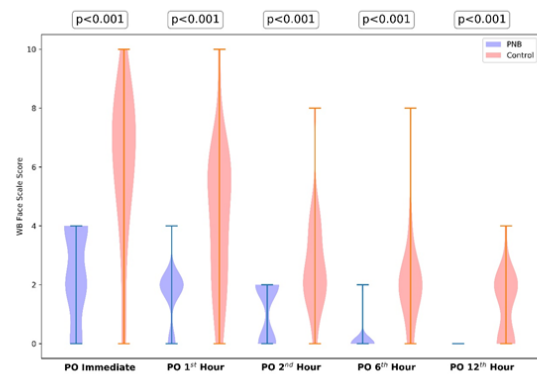 p<0.001 p<0.001 p<0.001 p<0.001 p<0.001
PNB
Control
10
8
6
4
2
0
WB Face Scale Score
PO Immediate PO 1st Hour PO 2nd Hour PO 6th Hour PO 12th Hour